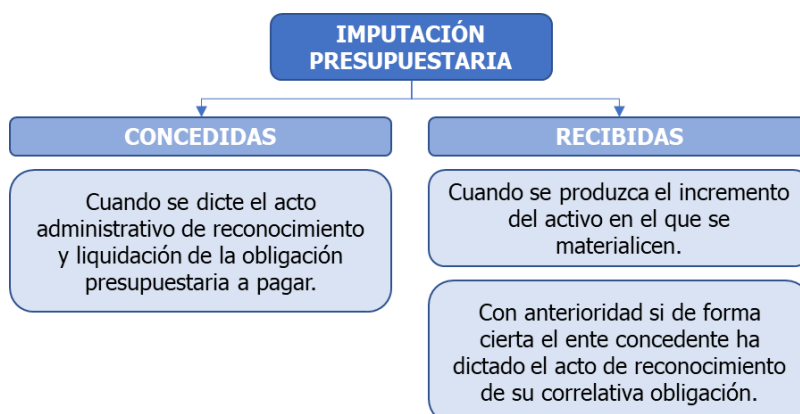 IMPUTACIÓN
PRESUPUESTARIA
CONCEDIDAS
Cuando se dicte el acto
administrativo de reconocimiento
y liquidación de la obligación
presupuestaria a pagar.
RECIBIDAS
Cuando se produzca el incremento
del activo en el que se
materialicen.
Con anterioridad si de forma
cierta el ente concedente ha
dictado el acto de reconocimiento
de su correlativa obligación.